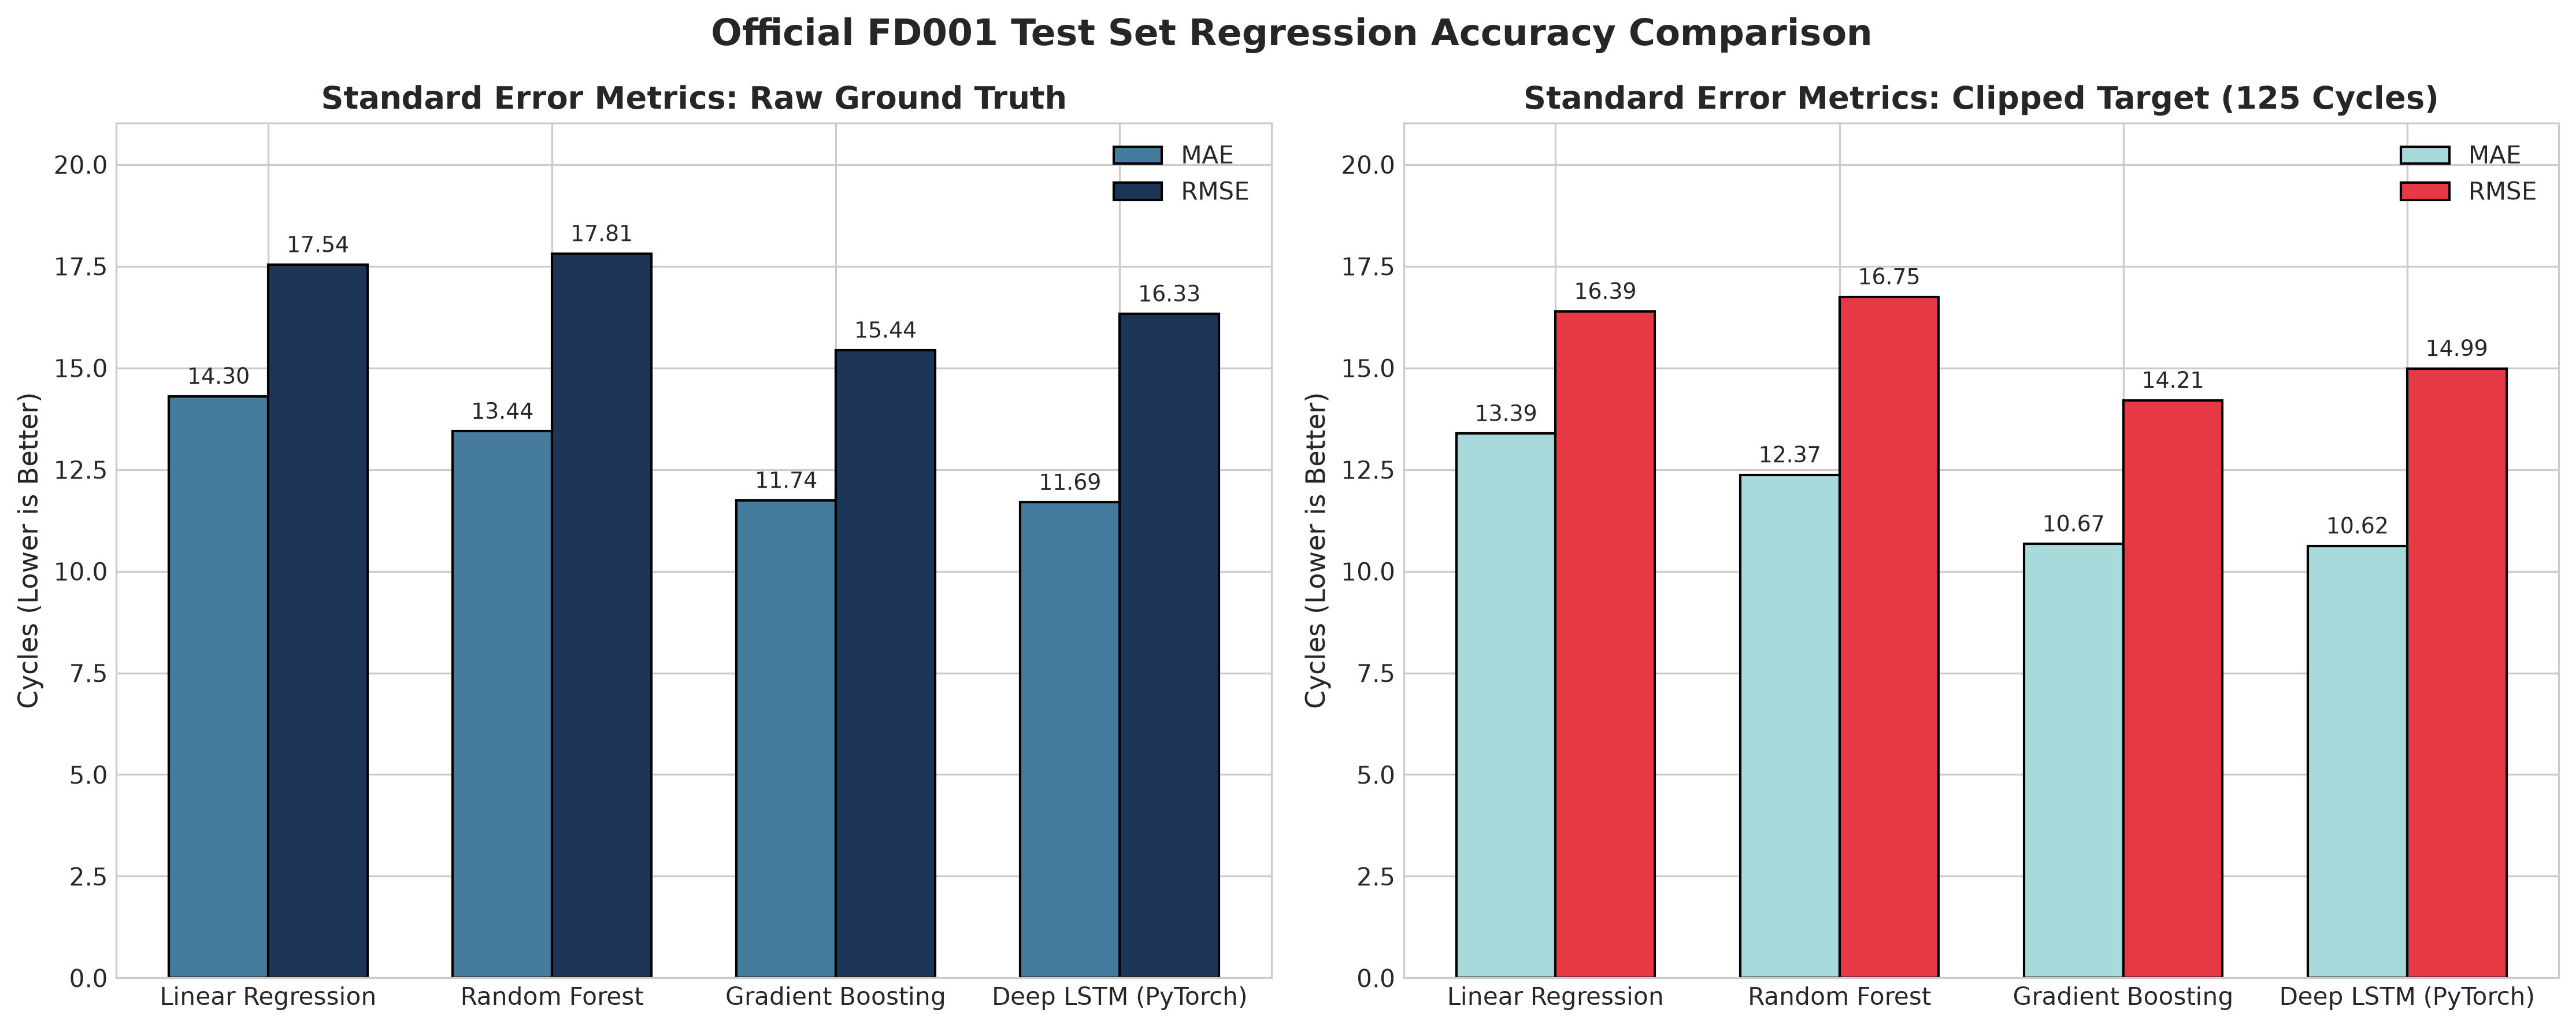 Official FD001 Test Set Regression Accuracy Comparison
Standard Error Metrics: Raw Ground Truth
Cycles (Lower is Better)
20.0
17.5
15.0
12.5
10.0
7.5
5.0
2.5
0.0
MAE
RMSE
14.30
17.54
13.44
17.81
11.74
15.44
11.69
16.33
Linear Regression
Random Forest
Gradient Boosting
Deep LSTM (PyTorch)
Standard Error Metrics: Clipped Target (125 Cycles)
Cycles (Lower is Better)
20.0
17.5
15.0
12.5
10.0
7.5
5.0
2.5
0.0
MAE
RMSE
13.39
16.39
12.37
16.75
10.67
14.21
10.62
14.99
Linear Regression
Random Forest
Gradient Boosting
Deep LSTM (PyTorch)